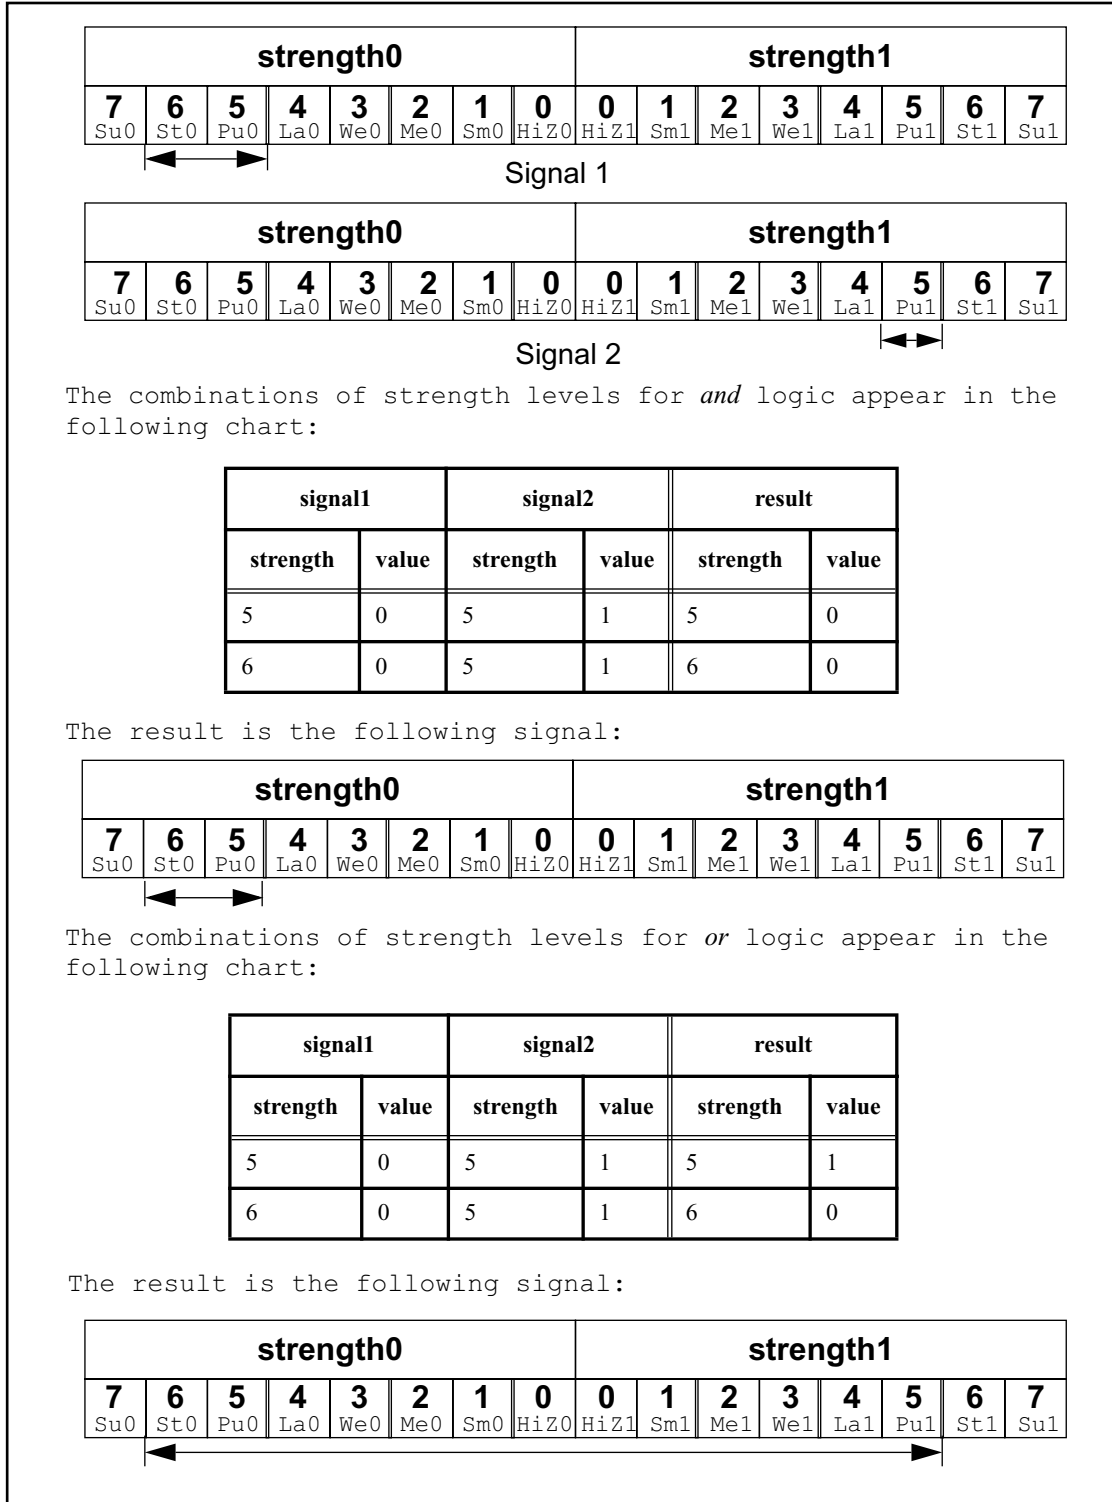 strength0 strength1
7 6 5 4 3 2 1 0 0 1 2 3 4 5 6 7
Su0 St0 Pu0 La0 We0 Me0 Sm0 HiZ0 HiZ1 Sm1 Me1 We1 La1 Pu1 St1 Su1
Signal 1
strength0 strength1
7 6 5 4 3 2 1 0 0 1 2 3 4 5 6 7
Su0 St0 Pu0 La0 We0 Me0 Sm0 HiZ0 HiZ1 Sm1 Me1 We1 La1 Pu1 St1 Su1
Signal 2
The combinations of strength levels for and logic appear in the
following chart:
signal1 signal2 result
strength value strength value strength value
5 0 5 1 5 0
6 0 5 1 6 0
The result is the following signal:
strength0 strength1
7 6 5 4 3 2 1 0 0 1 2 3 4 5 6 7
Su0 St0 Pu0 La0 We0 Me0 Sm0 HiZ0 HiZ1 Sm1 Me1 We1 La1 Pu1 St1 Su1
The combinations of strength levels for or logic appear in the
following chart:
signal1 signal2 result
strength value strength value strength value
5 0 5 1 5 1
6 0 5 1 6 0
The result is the following signal:
strength0 strength1
7 6 5 4 3 2 1 0 0 1 2 3 4 5 6 7
Su0 St0 Pu0 La0 We0 Me0 Sm0 HiZ0 HiZ1 Sm1 Me1 We1 La1 Pu1 St1 Su1